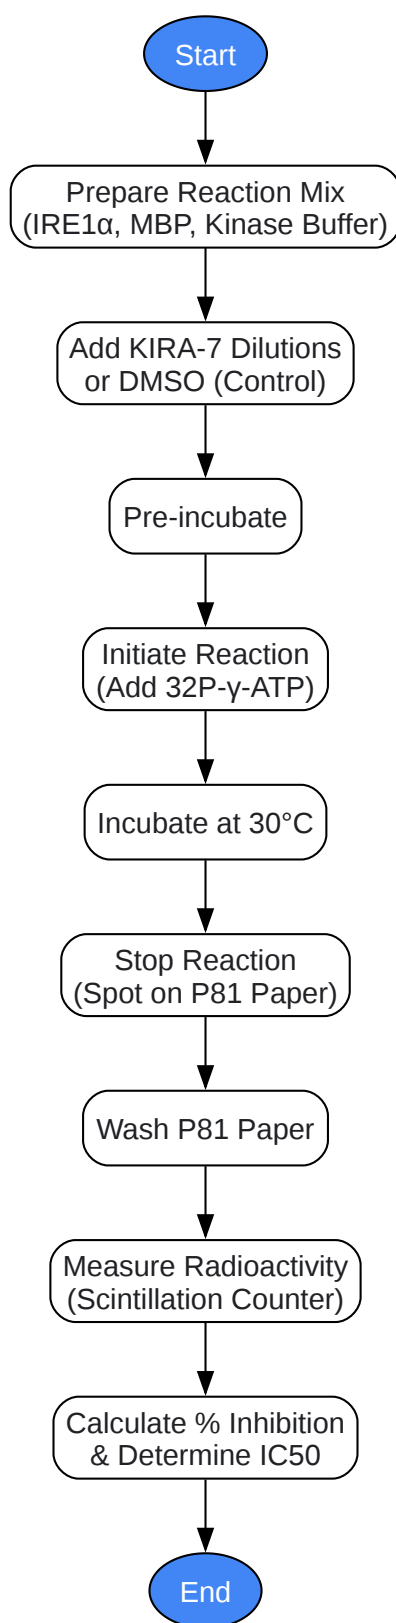 Start
Prepare Reaction Mix
(IRE1α, MBP, Kinase Buffer)
Add KIRA-7 Dilutions
or DMSO (Control)
Pre-incubate
Initiate Reaction
(Add 32P-γ-ATP)
Incubate at 30°C
Stop Reaction
(Spot on P81 Paper)
Wash P81 Paper
Measure Radioactivity
(Scintillation Counter)
Calculate % Inhibition
& Determine IC50
End